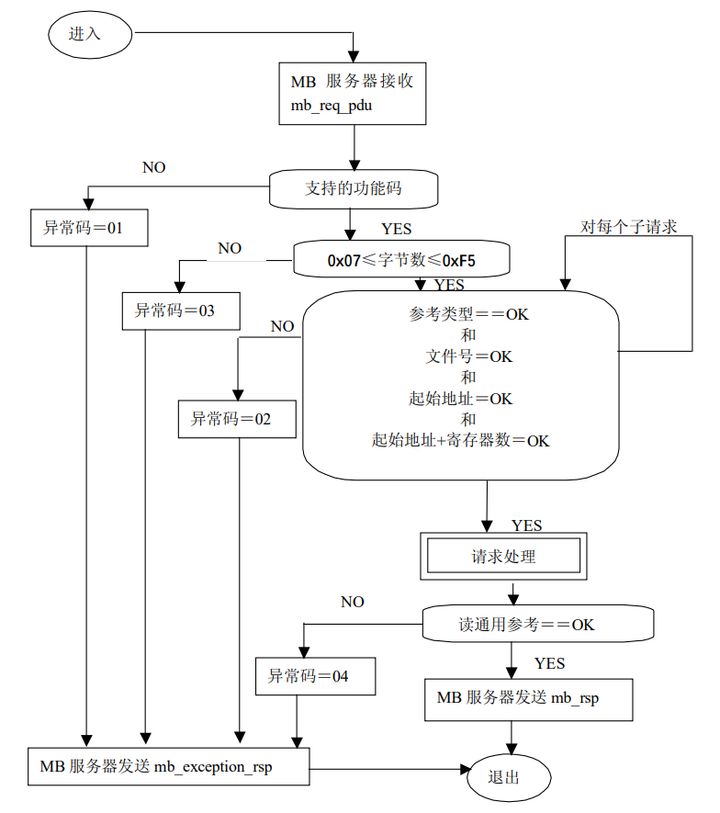 进入
MB 服务器接收
mb_req_pdu
NO
支持的功能码
异常码＝01
YES
对每个子请求
NO
0x07≤字节数≤0xF5
YES
异常码＝03
参考类型＝＝OK
和
NO
文件号＝OK
和
起始地址＝OK
异常码＝02
和
起始地址+寄存器数＝OK
YES
请求处理
NO
读通用参考＝＝OK
YES
异常码＝04
MB 服务器发送 mb_rsp
MB 服务器发送 mb_exception_rsp
退出